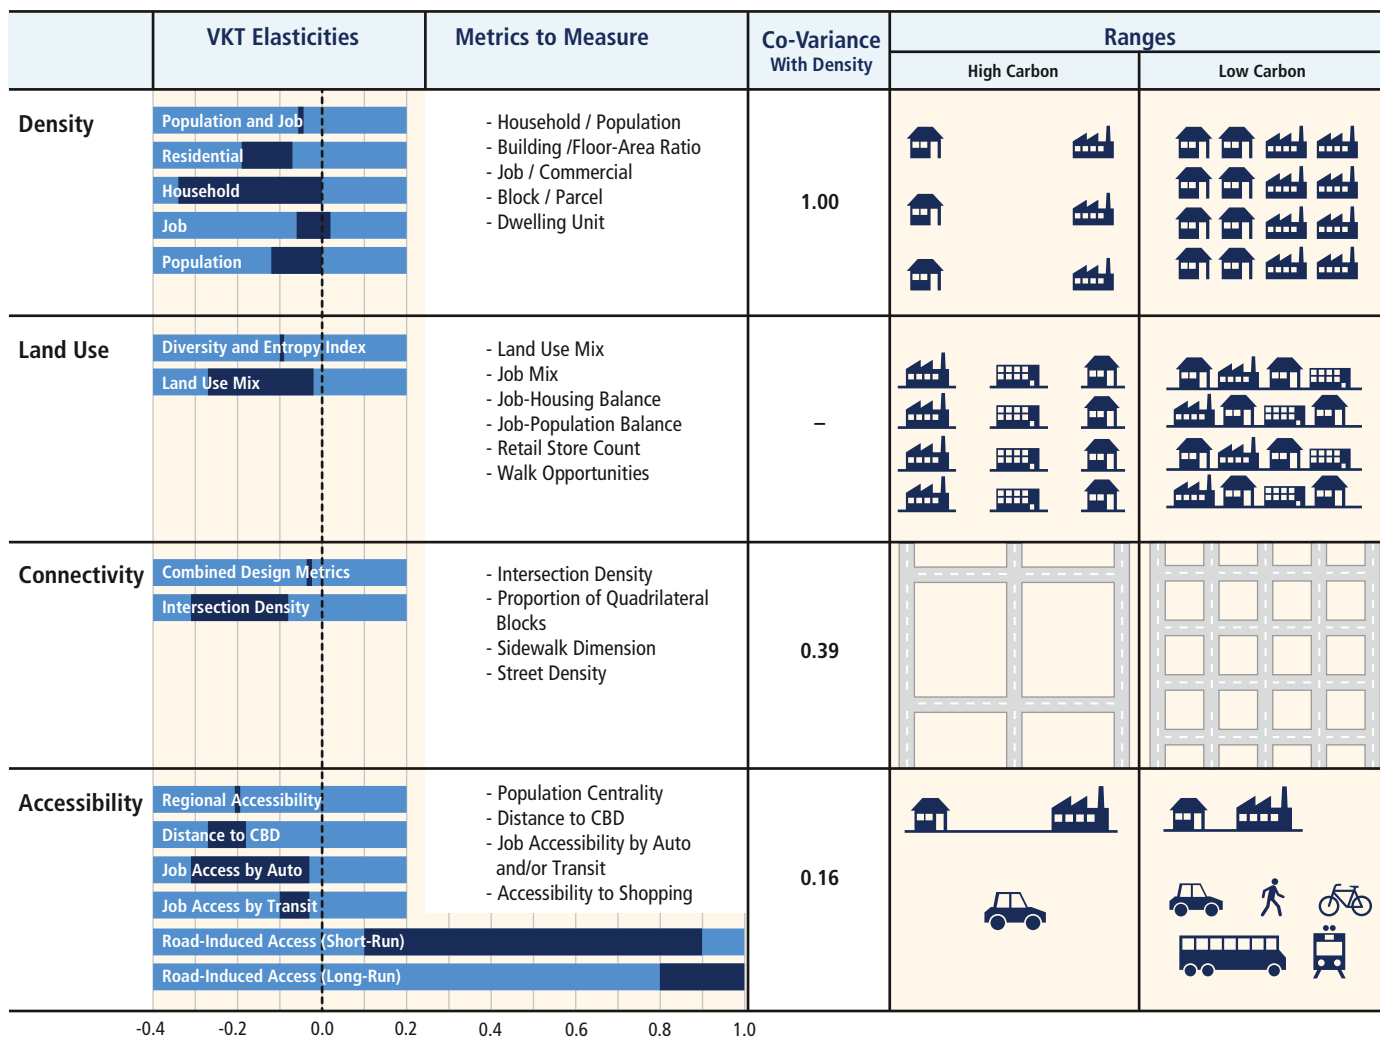 VKT Elasticities
Metrics to Measure
Co-Variance
With Density
Ranges
High Carbon
Low Carbon
Density
Population and Job
Residential
Household
Job
Population
- Household / Population
- Building /Floor-Area Ratio
- Job / Commercial
- Block / Parcel
- Dwelling Unit
1.00
Land Use
Diversity and Entropy Index
Land Use Mix
- Land Use Mix
- Job Mix
- Job-Housing Balance
- Job-Population Balance
- Retail Store Count
- Walk Opportunities
–
Connectivity
Combined Design Metrics
Intersection Density
- Intersection Density
- Proportion of Quadrilateral
Blocks
- Sidewalk Dimension
- Street Density
0.39
Accessibility
Regional Accessibility
Distance to CBD
Job Access by Auto
Job Access by Transit
Road-Induced Access (Short-Run)
Road-Induced Access (Long-Run)
- Population Centrality
- Distance to CBD
- Job Accessibility by Auto
and/or Transit
- Accessibility to Shopping
0.16
-0.4
-0.2
0.0
0.2
0.4
0.6
0.8
1.0